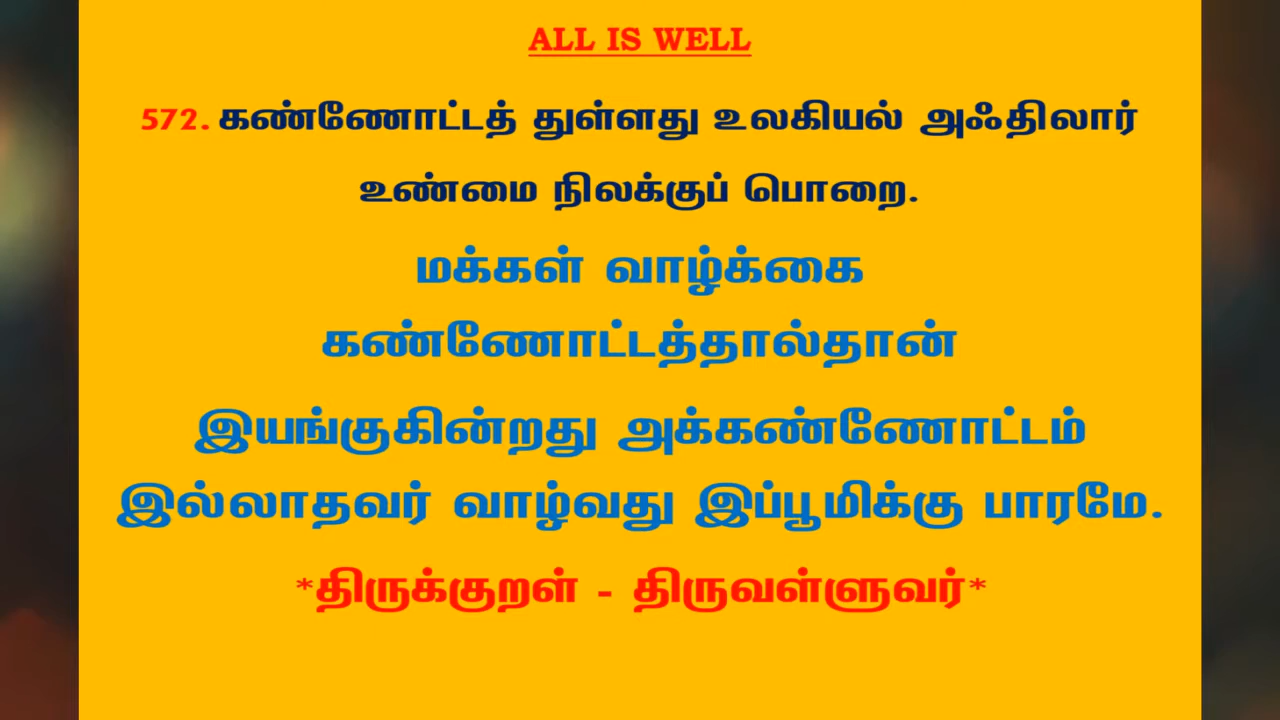 ALL IS WELL
572. கண்ணோட்டத் துள்ளது உலகியல் அஃதிலார்
உண்மை நிலக்குப் பொறை.
மக்கள் வாழ்க்கை
கண்ணோட்டத்தால்தான்
இயங்குகின்றது அக்கண்ணோட்டம்
இல்லாதவர் வாழ்வது இப்பூமிக்கு பாரமே.
*திருக்குறள் - திருவள்ளுவர்*